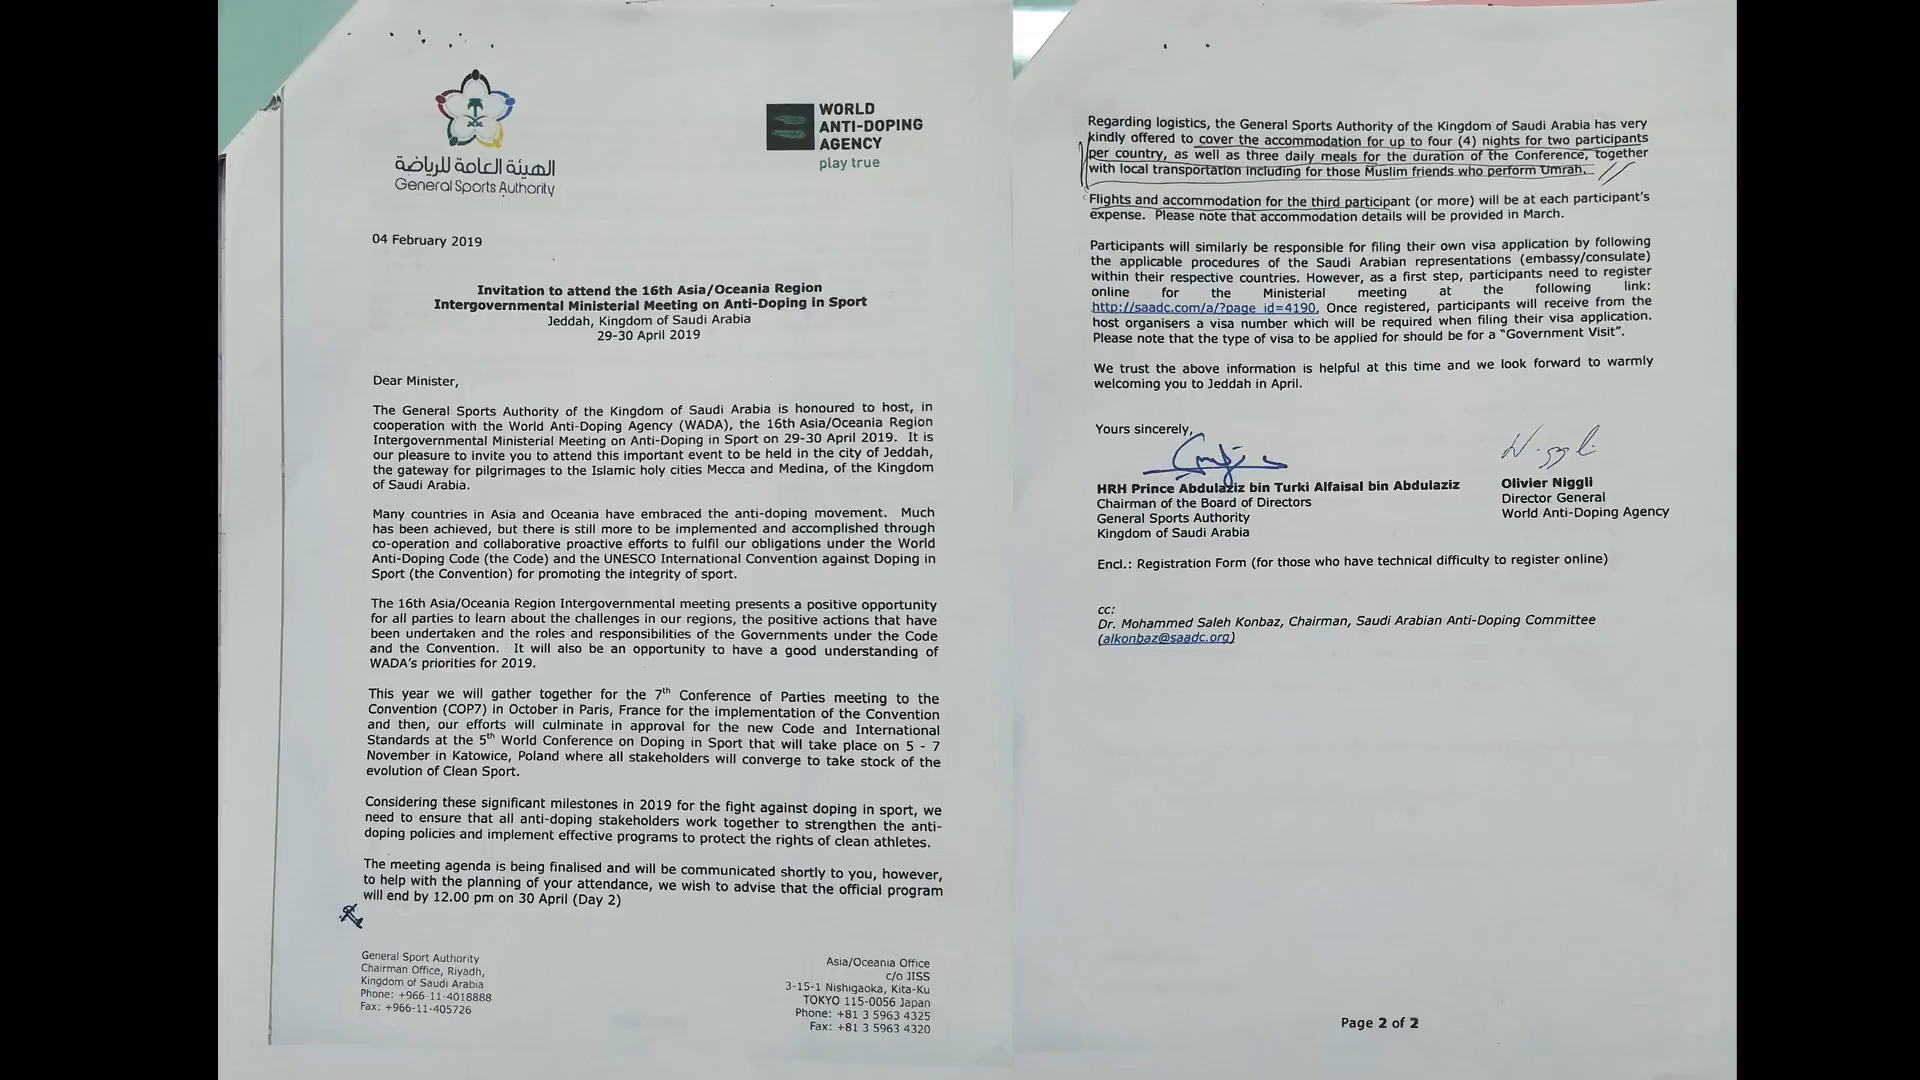 الهيئة العامة للرياضة
General Sports Authority
WORLD
ANTI-DOPING
AGENCY
play true
04 February 2019
Invitation to attend the 16th Asia/Oceania Region
Intergovernmental Ministerial Meeting on Anti-Doping in Sport
Jeddah, Kingdom of Saudi Arabia
29-30 April 2019
Dear Minister,
The General Sports Authority of the Kingdom of Saudi Arabia is honoured to host, in
cooperation with the World Anti-Doping Agency (WADA), the 16th Asia/Oceania Region
Intergovernmental Ministerial Meeting on Anti-Doping in Sport on 29-30 April 2019. It is
our pleasure to invite you to attend this important event to be held in the city of Jeddah,
the gateway for pilgrimages to the Islamic holy cities Mecca and Medina, of the Kingdom
of Saudi Arabia.
Many countries in Asia and Oceania have embraced the anti-doping movement. Much
has been achieved, but there is still more to be implemented and accomplished through
co-operation and collaborative proactive efforts to fulfil our obligations under the World
Anti-Doping Code (the Code) and the UNESCO International Convention against Doping in
Sport (the Convention) for promoting the integrity of sport.
The 16th Asia/Oceania Region Intergovernmental meeting presents a positive opportunity
for all parties to learn about the challenges in our regions, the positive actions that have
been undertaken and the roles and responsibilities of the Governments under the Code
and the Convention. It will also be an opportunity to have a good understanding of
WADA's priorities for 2019.
This year we will gather together for the 7th Conference of Parties meeting to the
Convention (COP7) in October in Paris, France for the implementation of the Convention
and then, our efforts will culminate in approval for the new Code and International
Standards at the 5th World Conference on Doping in Sport that will take place on 5 - 7
November in Katowice, Poland where all stakeholders will converge to take stock of the
evolution of Clean Sport.
Considering these significant milestones in 2019 for the fight against doping in sport, we
need to ensure that all anti-doping stakeholders work together to strengthen the anti-
doping policies and implement effective programs to protect the rights of clean athletes.
The meeting agenda is being finalised and will be communicated shortly to you, however,
to help with the planning of your attendance, we wish to advise that the official program
will end by 12.00 pm on 30 April (Day 2)
General Sport Authority
Chairman Office, Riyadh,
Kingdom of Saudi Arabia
Phone: +966-11-4018888
Fax: +966-11-405726
Asia/Oceania Office
c/o JISS
3-15-1 Nishigaoka, Kita-Ku
TOKYO 115-0056 Japan
Phone: +81 3 5963 4325
Fax: +81 3 5963 4320
Regarding logistics, the General Sports Authority of the Kingdom of Saudi Arabia has very
kindly offered to cover the accommodation for up to four (4) nights for two participants
per country, as well as three daily meals for the duration of the Conference, together
with local transportation including for those Muslim friends who perform Umrah.
Flights and accommodation for the third participant (or more) will be at each participant's
expense. Please note that accommodation details will be provided in March.
Participants will similarly be responsible for filing their own visa application by following
the applicable procedures of the Saudi Arabian representations (embassy/consulate)
within their respective countries. However, as a first step, participants need to register
online for the Ministerial meeting at the following link:
http://saadc.com/a/?page_id=4190. Once registered, participants will receive from the
host organisers a visa number which will be required when filing their visa application.
Please note that the type of visa to be applied for should be for a "Government Visit".
We trust the above information is helpful at this time and we look forward to warmly
welcoming you to Jeddah in April.
Yours sincerely,
Niggli
HRH Prince Abdulaziz bin Turki Alfaisal bin Abdulaziz
Chairman of the Board of Directors
General Sports Authority
Kingdom of Saudi Arabia
Olivier Niggli
Director General
World Anti-Doping Agency
Encl.: Registration Form (for those who have technical difficulty to register online)
cc:
Dr. Mohammed Saleh Konbaz, Chairman, Saudi Arabian Anti-Doping Committee
(alkonbaz@saadc.org)
Page 2 of 2